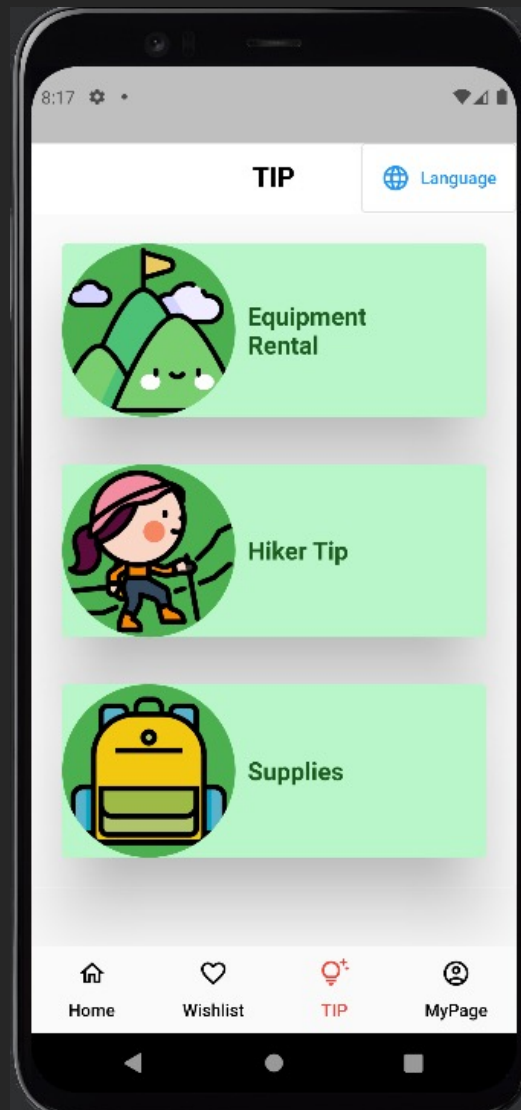 8:17
TIP
Language
Equipment
Rental
Hiker Tip
Supplies
Home
Wishlist
TIP
MyPage